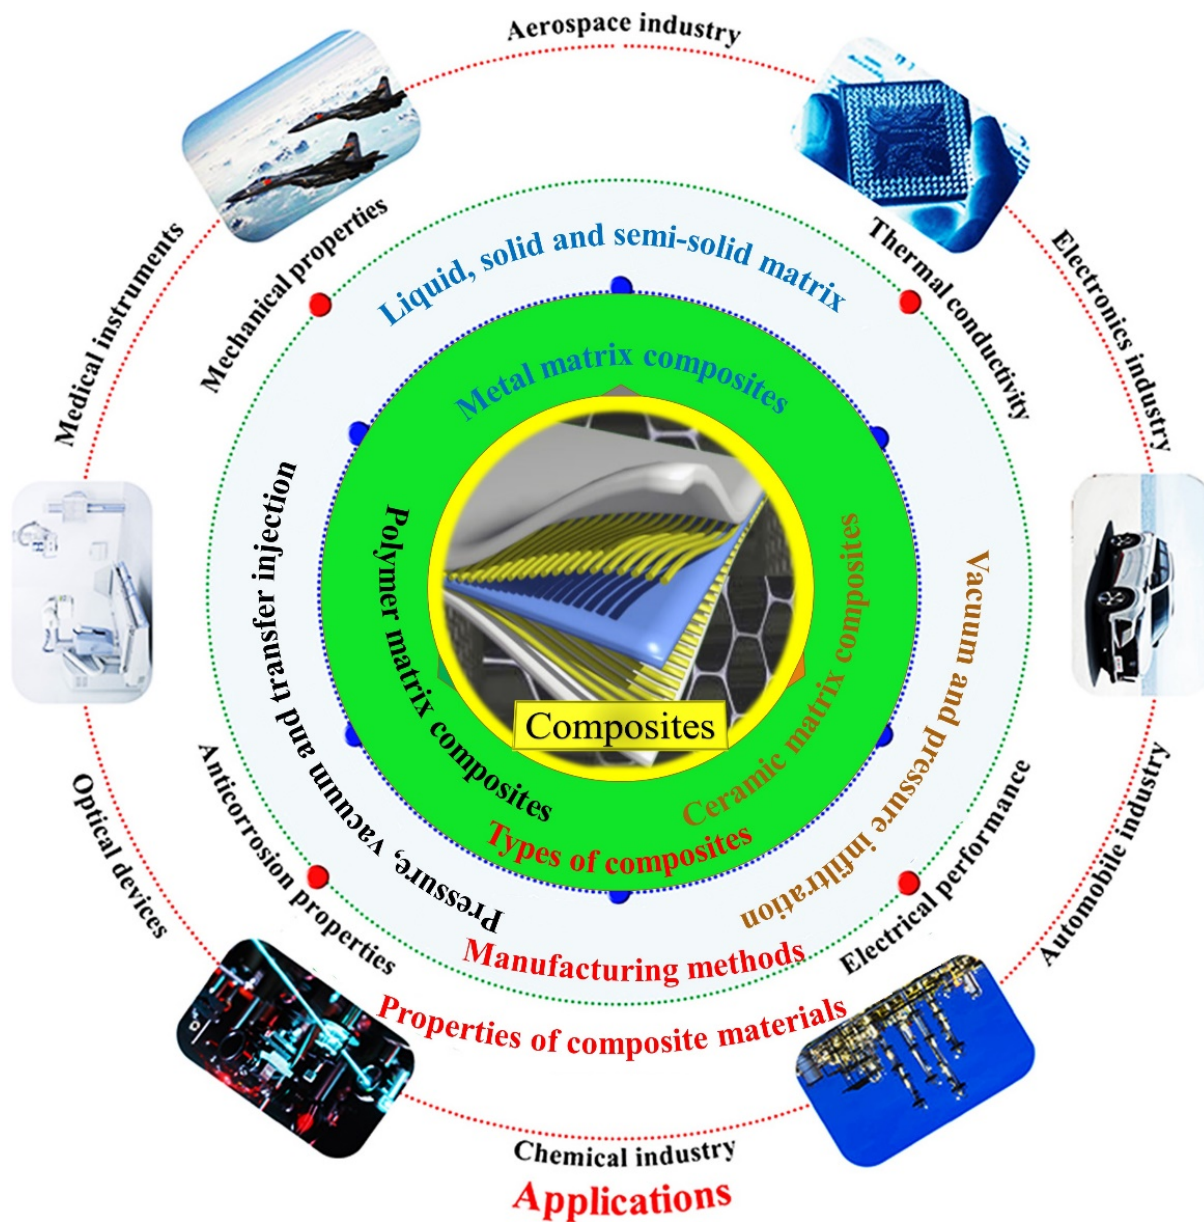 Aerospace industry
Medical instruments
Mechanical properties
Thermal conductivity
Electronics industry
Liquid, solid and semi-solid matrix
Metal matrix composites
Pressure, vacuum and transfer injection
Polymer matrix composites
Ceramic matrix composites
Vacuum and pressure infiltration
Composites
Types of composites
Optical devices
Anticorrosion properties
Electrical performance
Automobile industry
Manufacturing methods
Properties of composite materials
Chemical industry
Applications